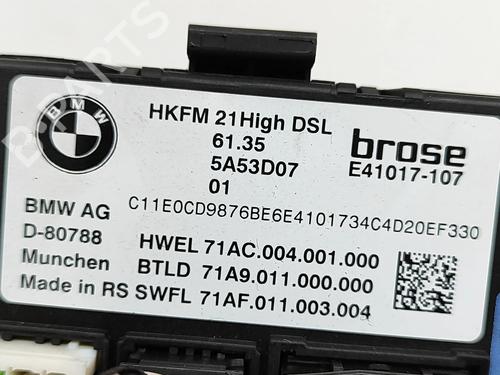 BMW
HKFM 21High DSL
61.35
5A53D07
01
brose
E41017-107
C11E0CD9876BE6E4101734C4D20EF330
BMW AG
D-80788
Munchen
Made in RS
HWEL 71AC.004.001.000
BTLD 71A9.011.000.000
SWFL 71AF.011.003.004
B-PARTS